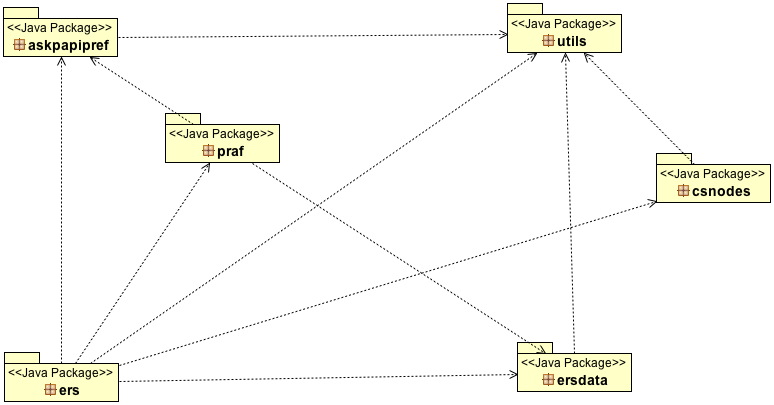 <<Java Package>>
askpapipref
<<Java Package>>
utils
<<Java Package>>
praf
<<Java Package>>
csnodes
<<Java Package>>
ers
<<Java Package>>
ersdata